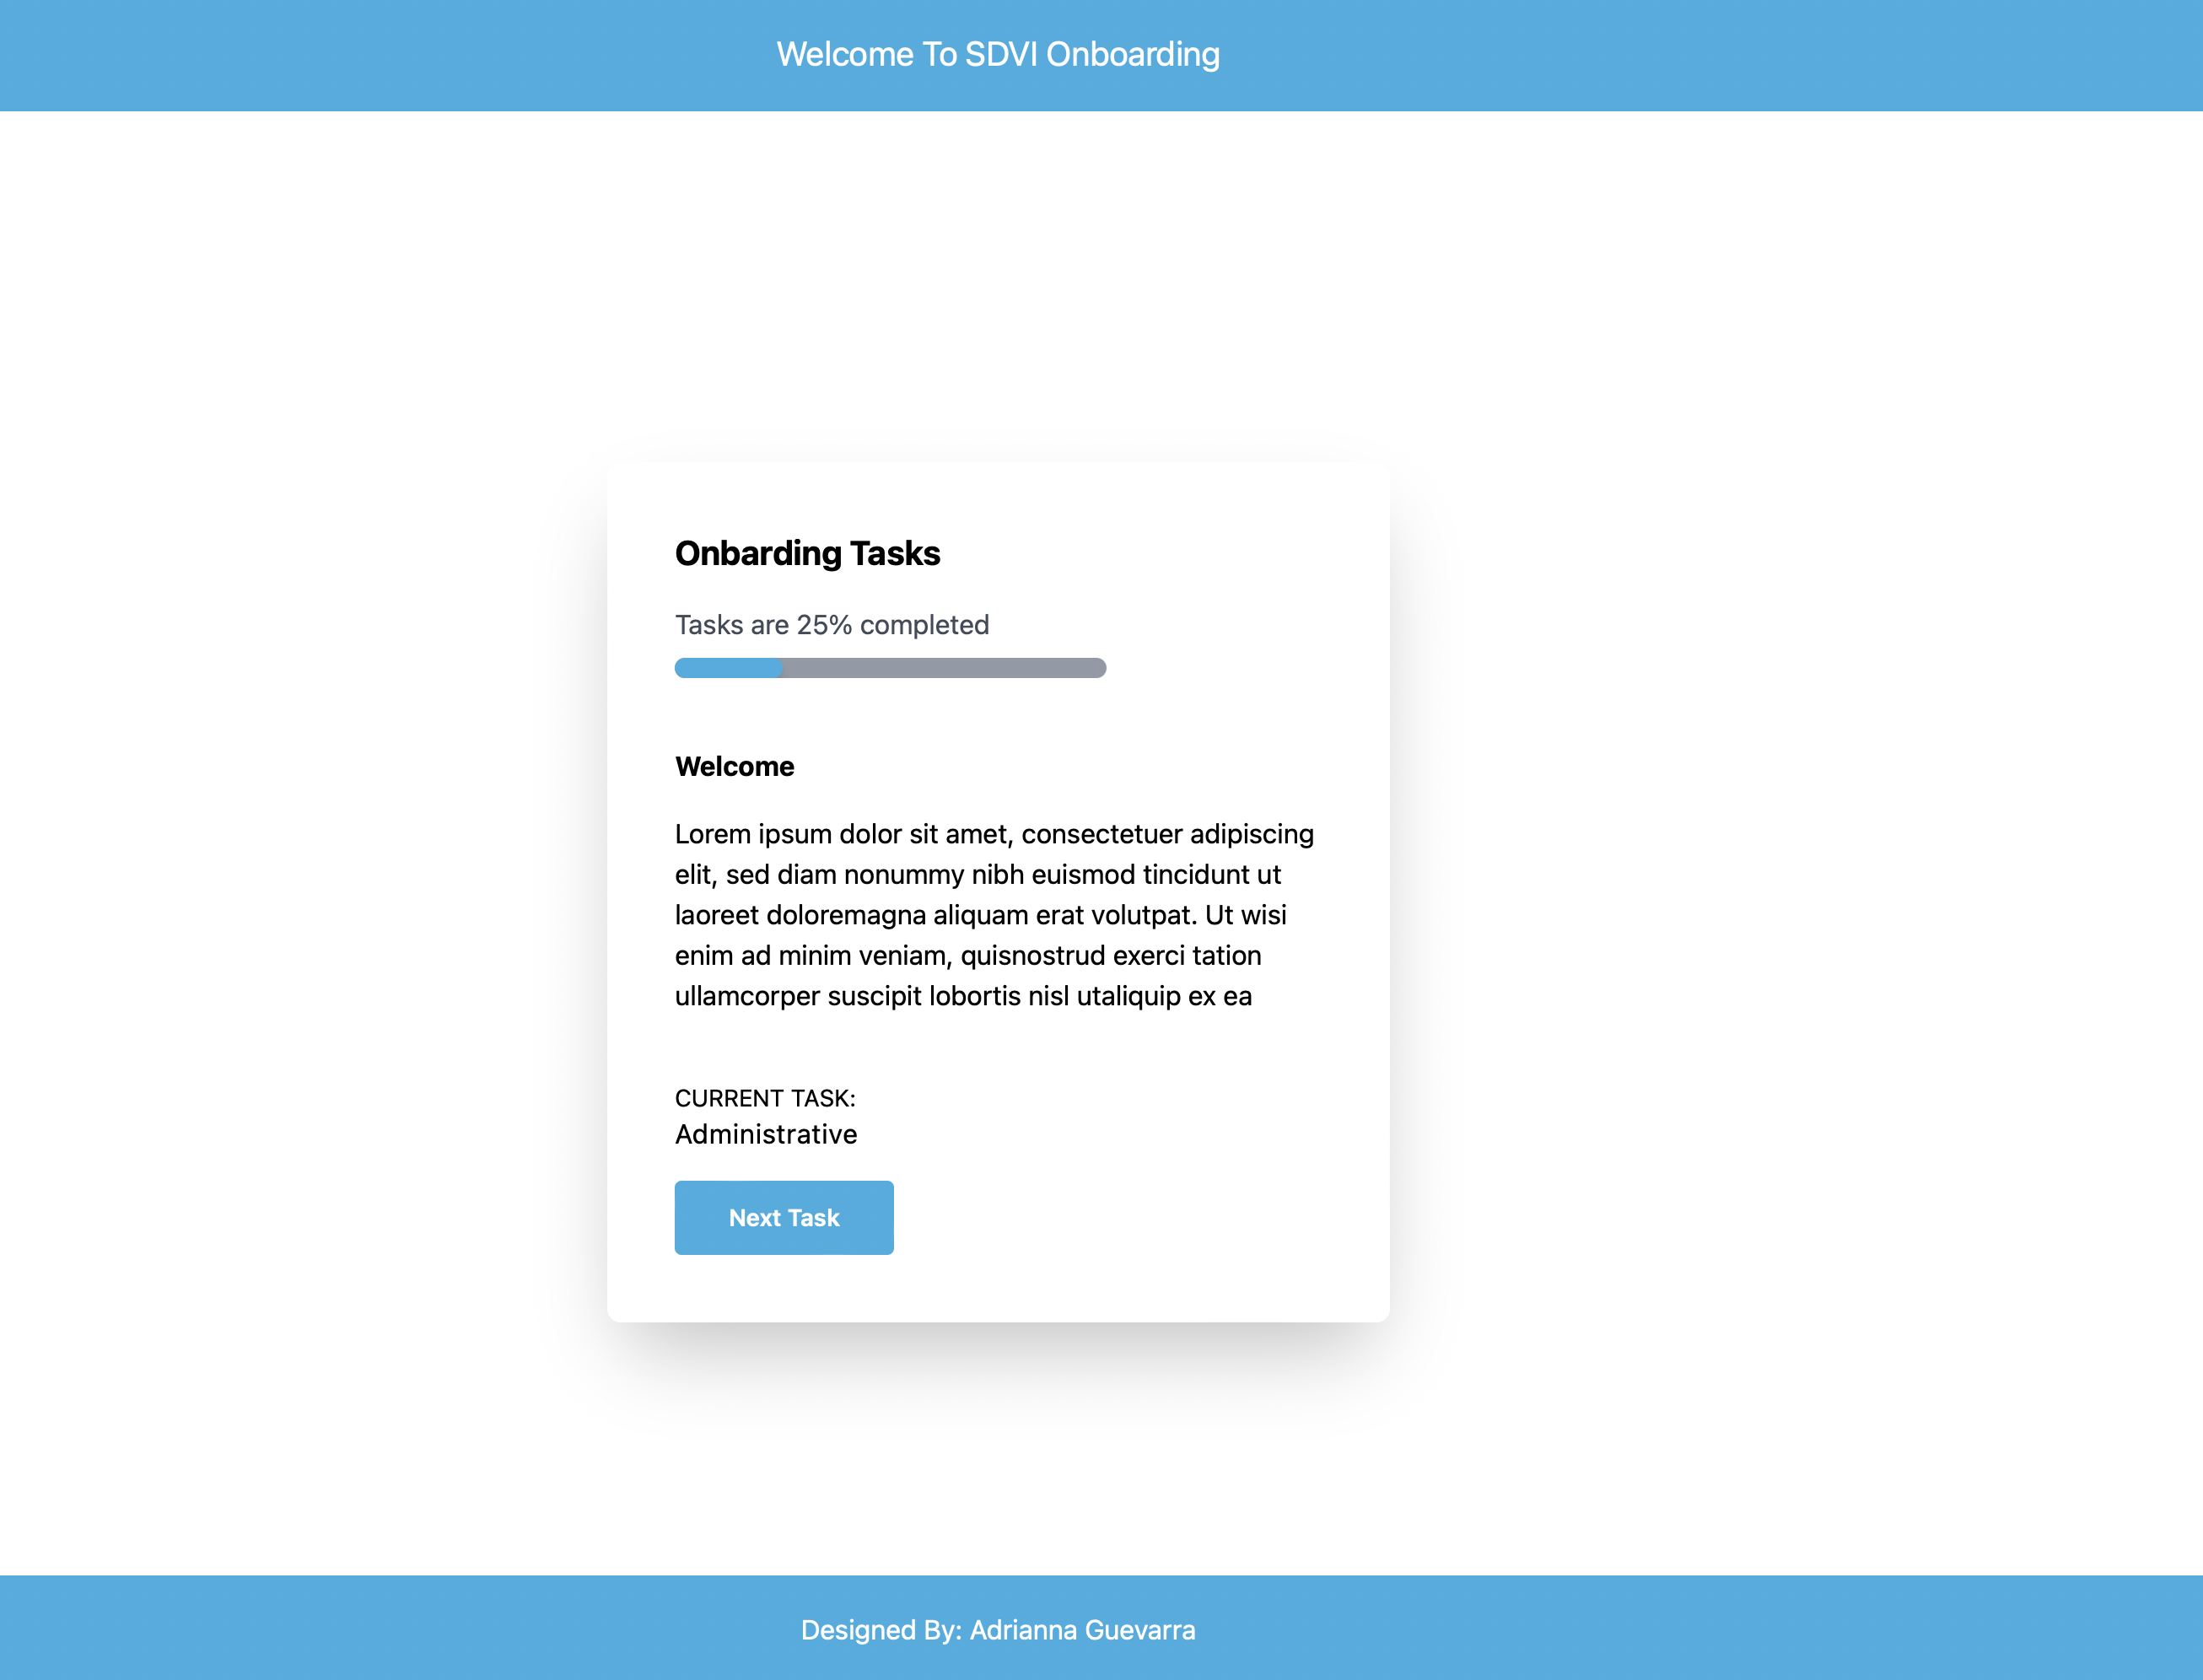 Welcome To SDVI Onboarding
Onbarding Tasks
Tasks are 25% completed
Welcome
Lorem ipsum dolor sit amet, consectetuer adipiscing
elit, sed diam nonummy nibh euismod tincidunt ut
laoreet doloremagna aliquam erat volutpat. Ut wisi
enim ad minim veniam, quisnostrud exerci tation
ullamcorper suscipit lobortis nisl utaliquip ex ea
CURRENT TASK:
Administrative
Next Task
Designed By: Adrianna Guevarra